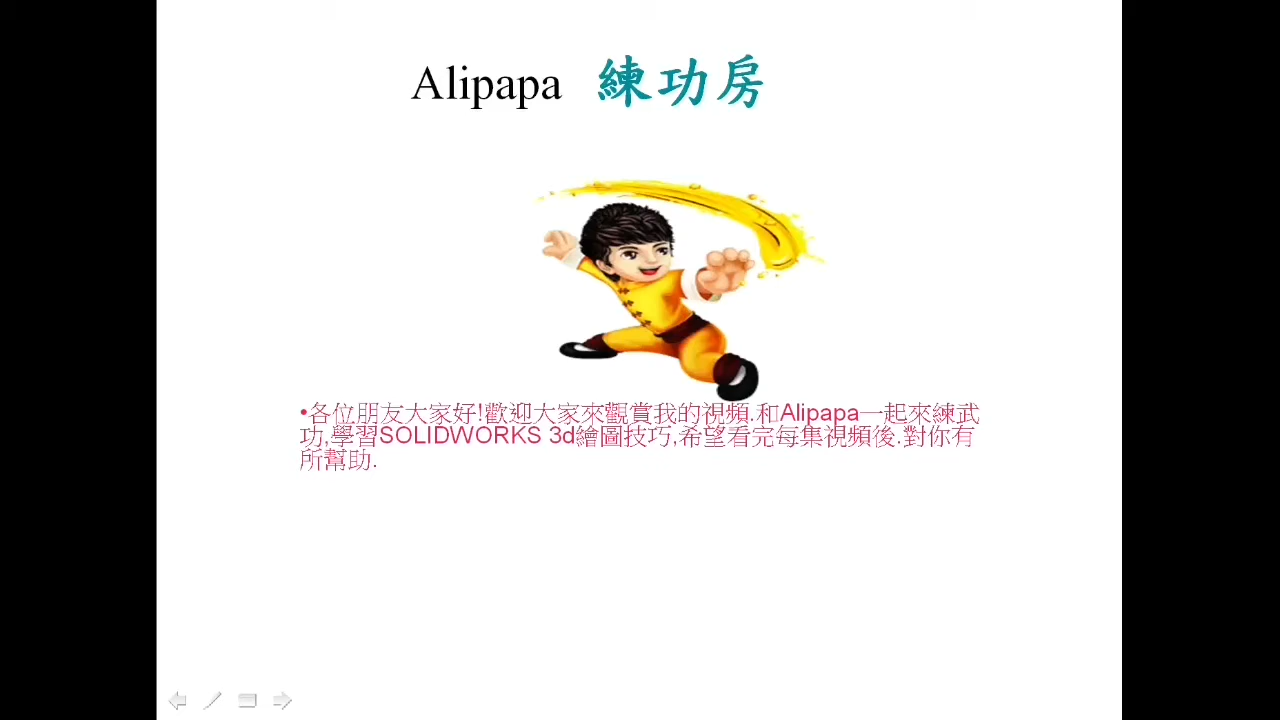 Alipapa 練功房
•各位朋友大家好!歡迎大家來觀賞我的視頻.和Alipapa一起來練武
功,學習SOLIDWORKS 3d繪圖技巧,希望看完每集視頻後.對你有
所幫助.